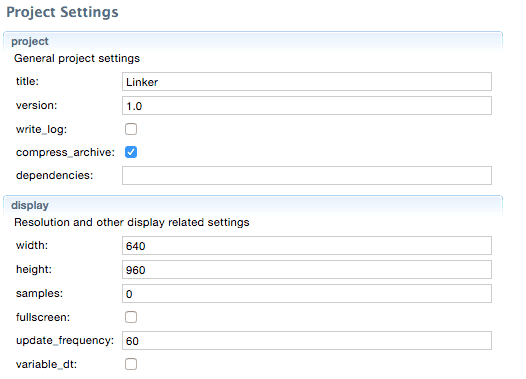 Project Settings
project
General project settings
title: Linker
version: 1.0
write_log:
compress_archive:
dependencies:
display
Resolution and other display related settings
width: 640
height: 960
samples: 0
fullscreen:
update_frequency: 60
variable_dt: